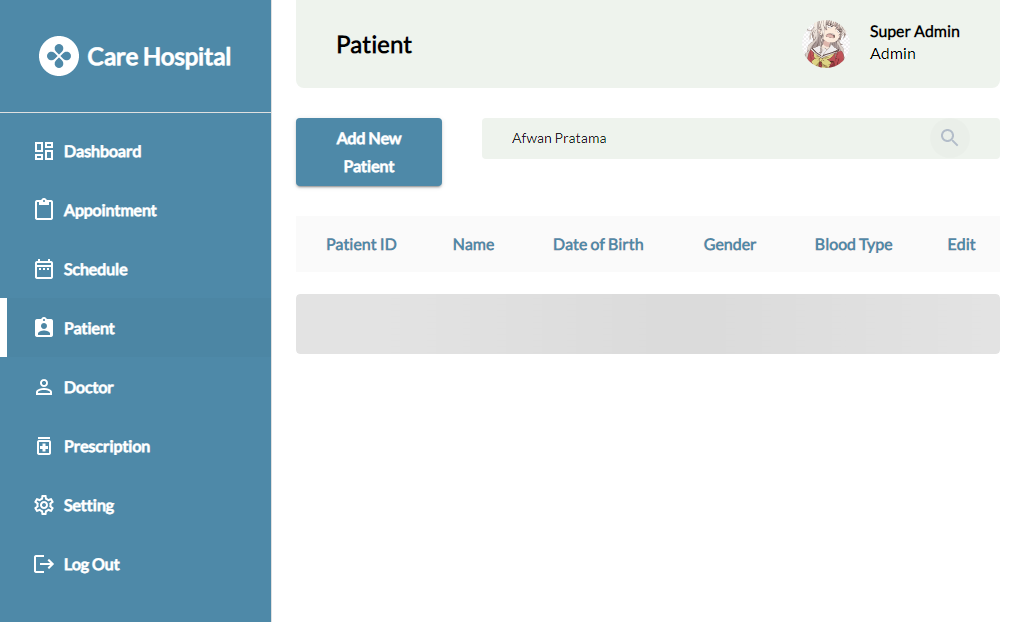 Care Hospital
Dashboard
Appointment
Schedule
Patient
Doctor
Prescription
Setting
Log Out
Patient
Super Admin
Admin
Add New
Patient
Afwan Pratama
Patient ID Name Date of Birth Gender Blood Type Edit